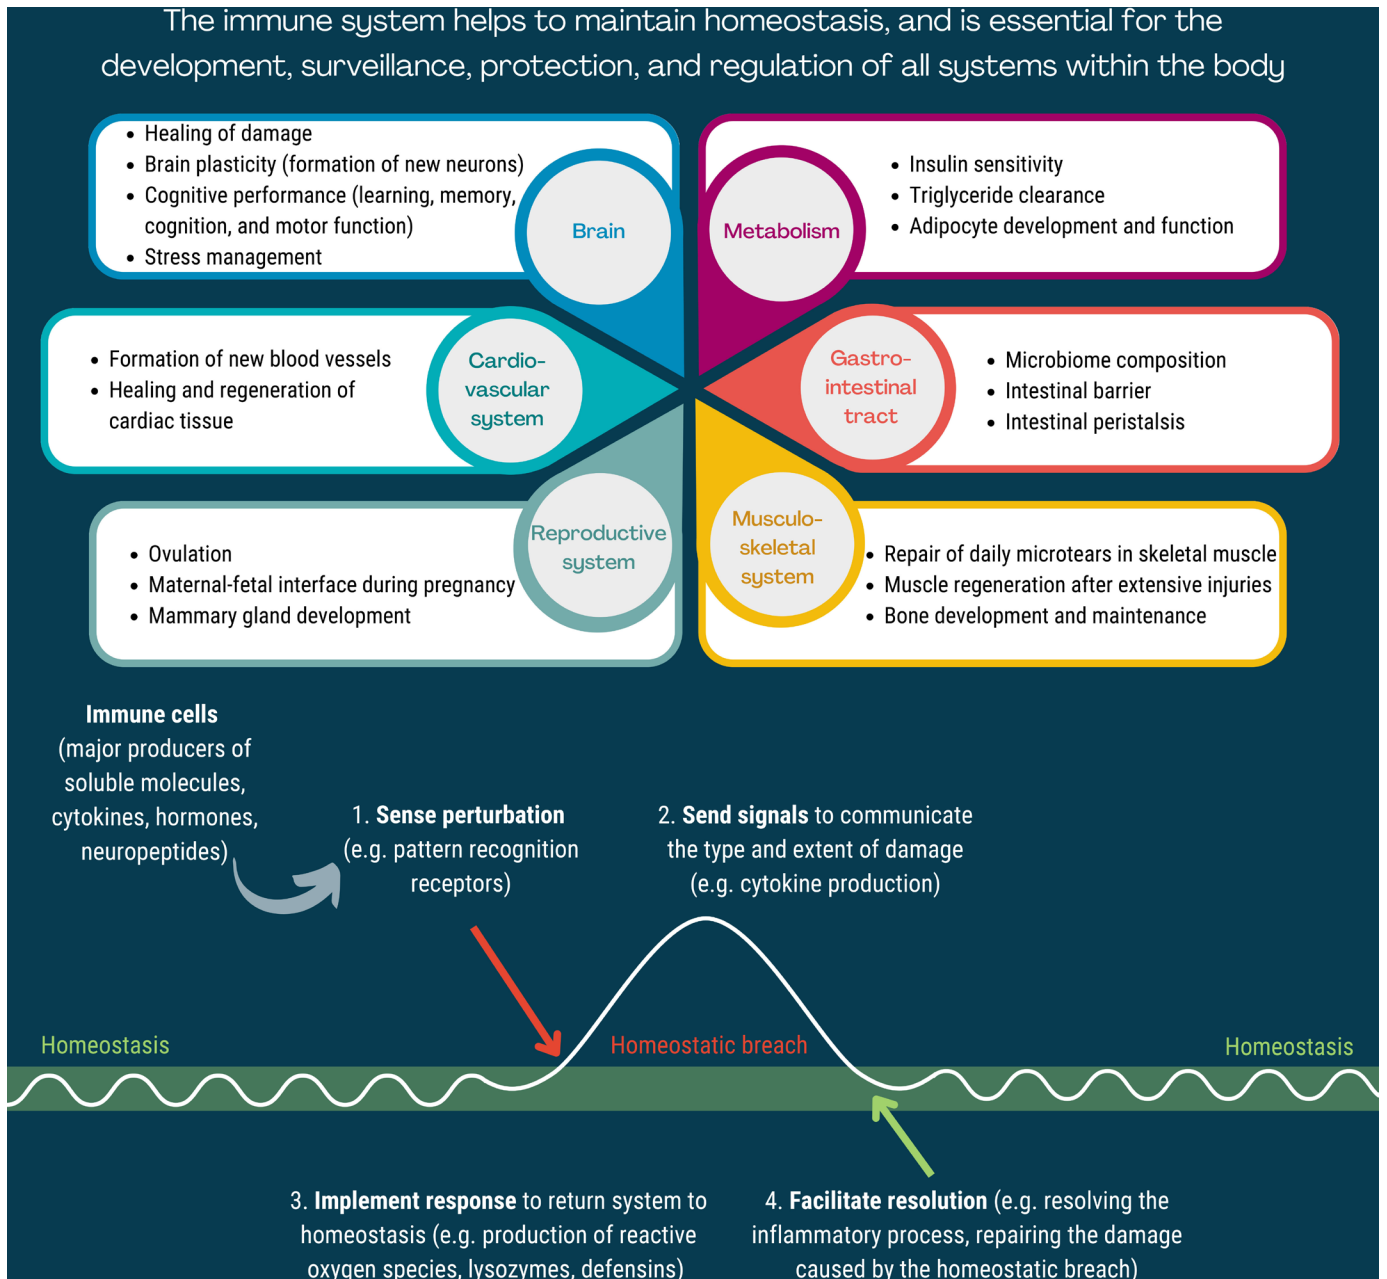 The immune system helps to maintain homeostasis, and is essential for the
development, surveillance, protection, and regulation of all systems within the body
• Healing of damage
• Brain plasticity (formation of new neurons)
• Cognitive performance (learning, memory,
cognition, and motor function)
• Stress management
Brain
Metabolism
• Insulin sensitivity
• Triglyceride clearance
• Adipocyte development and function
• Formation of new blood vessels
• Healing and regeneration of
cardiac tissue
Cardio-
vascular
system
Gastro-
intestinal
tract
• Microbiome composition
• Intestinal barrier
• Intestinal peristalsis
• Ovulation
• Maternal-fetal interface during pregnancy
• Mammary gland development
Reproductive
system
Musculo-
skeletal
system
• Repair of daily microtears in skeletal muscle
• Muscle regeneration after extensive injuries
• Bone development and maintenance
Immune cells
(major producers of
soluble molecules,
cytokines, hormones,
neuropeptides)
1. Sense perturbation
(e.g. pattern recognition
receptors)
2. Send signals to communicate
the type and extent of damage
(e.g. cytokine production)
Homeostasis
Homeostatic breach
Homeostasis
3. Implement response to return system to
homeostasis (e.g. production of reactive
oxygen species, lysozymes, defensins)
4. Facilitate resolution (e.g. resolving the
inflammatory process, repairing the damage
caused by the homeostatic breach)